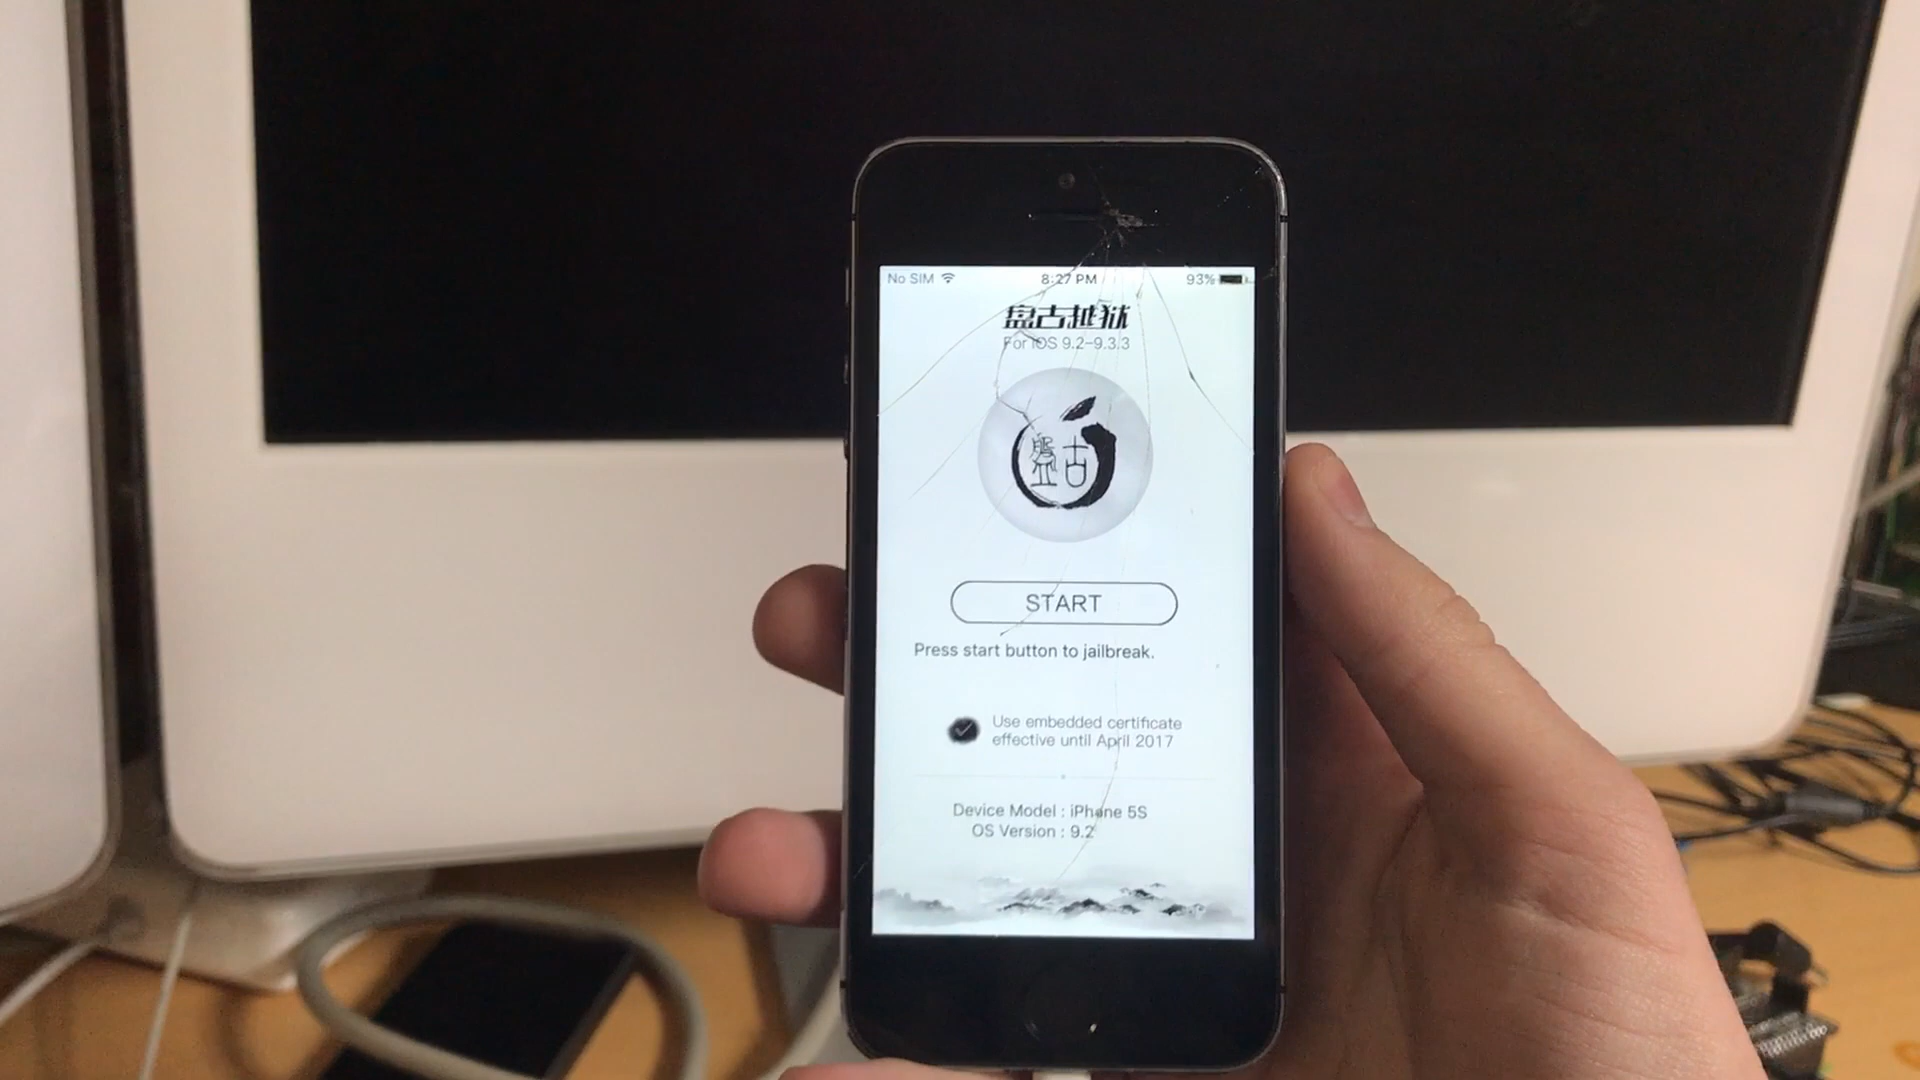 No SIM 8:27 PM 93%
盘古越狱
For iOS 9.2-9.3.3
盤古
START
Press start button to jailbreak.
Use embedded certificate
effective until April 2017
Device Model : iPhone 5S
OS Version : 9.2